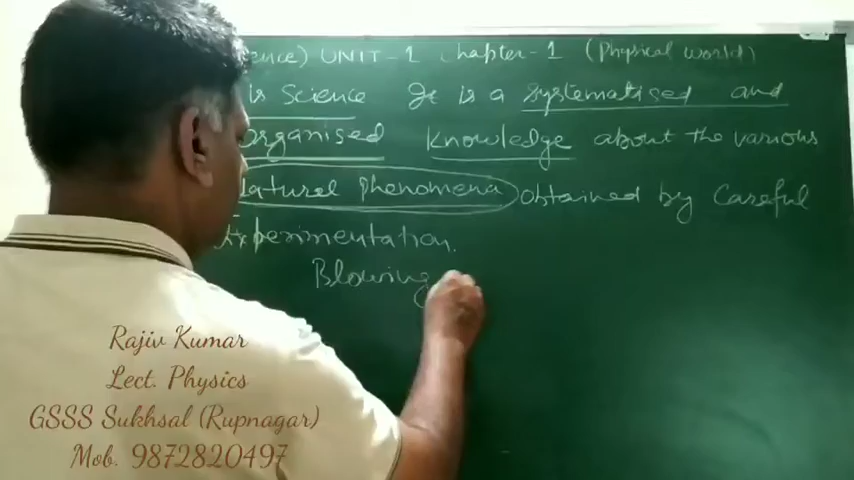 ience) UNIT-1 chapter-1 (Physical world)
is Science It is a systematised and
organised knowledge about the various
Natural phenomena obtained by Careful
Experimentation.
Blowing
Rajiv Kumar
Lect. Physics
GSSS Sukhsal (Rupnagar)
Mob. 9872820497